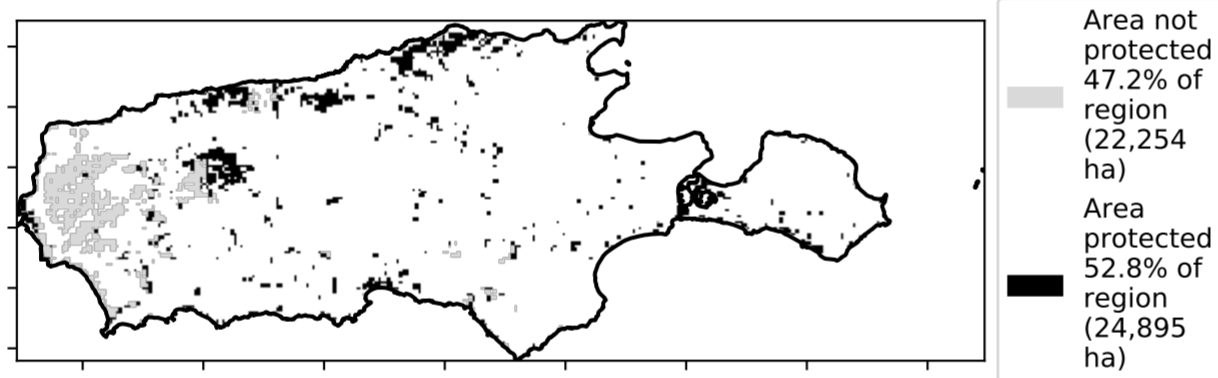 Area not
protected
47.2% of
region
(22,254
ha)
Area
protected
52.8% of
region
(24,895
ha)